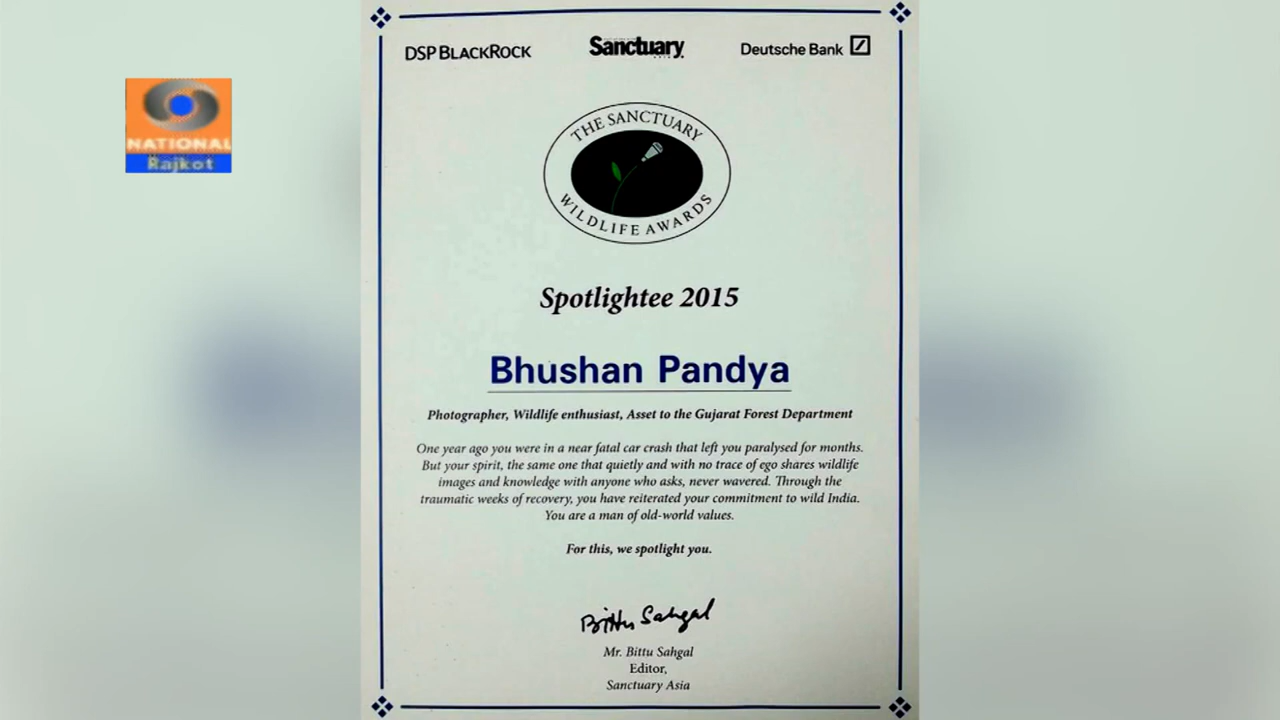 DSP BLACKROCK
Sanctuary
Deutsche Bank
NATIONAL
Rajkot
THE SANCTUARY
WILDLIFE AWARDS
Spotlightee 2015
Bhushan Pandya
Photographer, Wildlife enthusiast, Asset to the Gujarat Forest Department
One year ago you were in a near fatal car crash that left you paralysed for months.
But your spirit, the same one that quietly and with no trace of ego shares wildlife
images and knowledge with anyone who asks, never wavered. Through the
traumatic weeks of recovery, you have reiterated your commitment to wild India.
You are a man of old-world values.
For this, we spotlight you.
Bittu Sahgal
Mr. Bittu Sahgal
Editor,
Sanctuary Asia